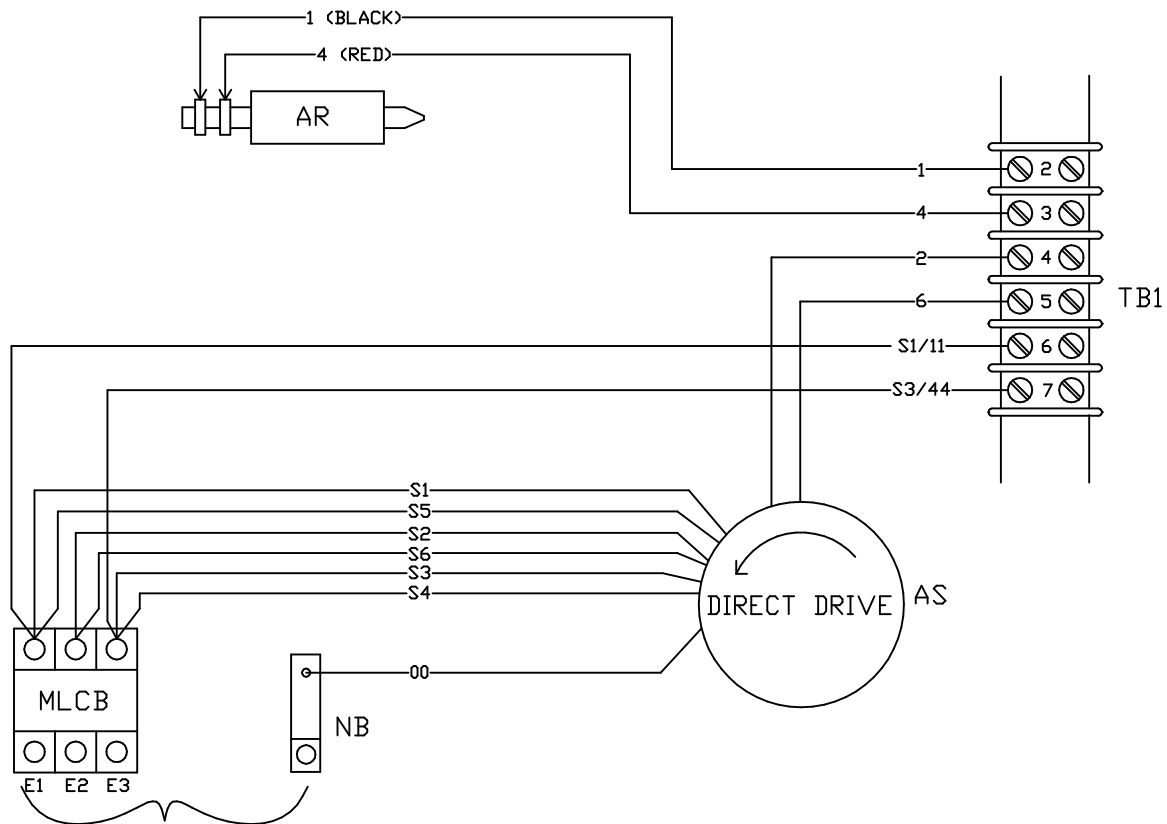 1 (BLACK)
4 (RED)
AR
1
2
4
3
2
4
6
5
TB1
S1/11
6
S3/44
7
S1
S5
S2
S6
S3
S4
DIRECT DRIVE
AS
00
MLCB
NB
E1 E2 E3